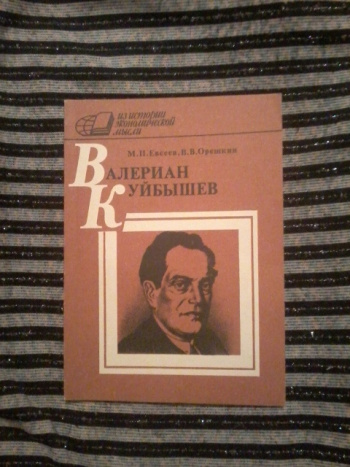 из истории
экономической
мысли
М.П.Евсеев, В.В.Орешкин
ВАЛЕРИАН
КУЙБЫШЕВ